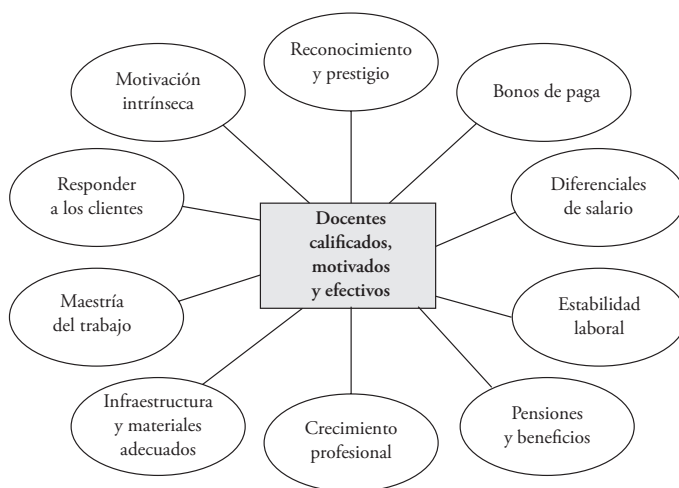 Reconocimiento
y prestigio
Motivación
intrínseca
Bonos de paga
Responder
a los clientes
Diferenciales
de salario
Docentes
calificados,
motivados
y efectivos
Maestría
del trabajo
Estabilidad
laboral
Infraestructura
y materiales
adecuados
Crecimiento
profesional
Pensiones
y beneficios